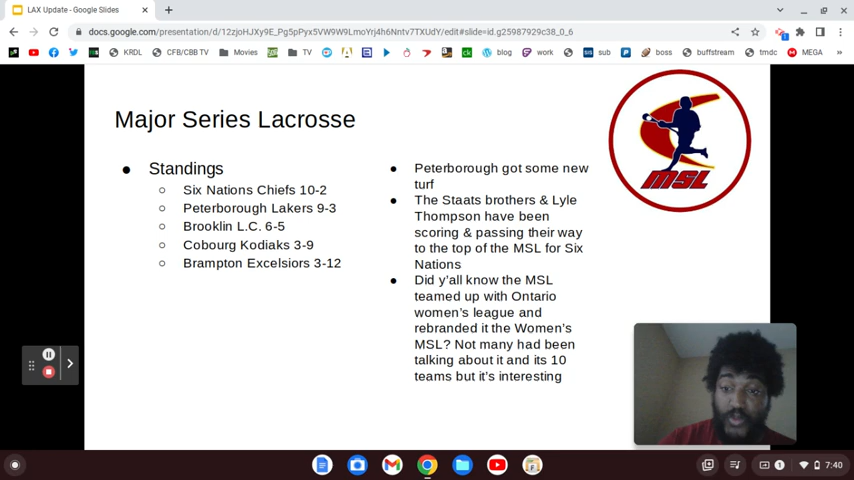 LAX Update - Google Slides
docs.google.com/presentation/d/12zjoHJXy9E_Pg5pPyx5VW9W9LmoYrj4h6Nntv7TXUdY/edit#slide=id.g25987929c38_0_6
KRDL CFB/CBB TV Movies TV blog work sub boss buffstream tmdc MEGA »
Major Series Lacrosse
MSL
● Standings
○ Six Nations Chiefs 10-2
○ Peterborough Lakers 9-3
○ Brooklin L.C. 6-5
○ Cobourg Kodiaks 3-9
○ Brampton Excelsiors 3-12
● Peterborough got some new
turf
● The Staats brothers & Lyle
Thompson have been
scoring & passing their way
to the top of the MSL for Six
Nations
● Did y'all know the MSL
teamed up with Ontario
women's league and
rebranded it the Women's
MSL? Not many had been
talking about it and its 10
teams but it's interesting
1 7:40